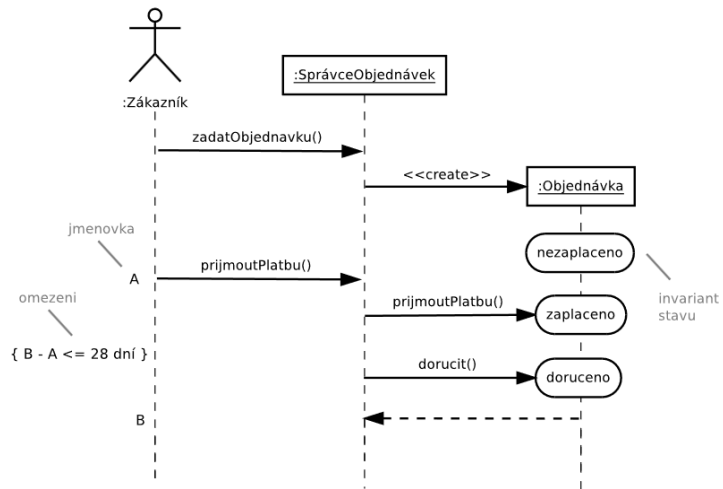 :Zákazník
:SprávceObjednávek
zadatObjednavku()
<<create>>
:Objednávka
jmenovka
nezaplaceno
A
prijmoutPlatbu()
omezeni
invariant
stavu
prijmoutPlatbu()
zaplaceno
{ B - A <= 28 dní }
dorucit()
doruceno
B